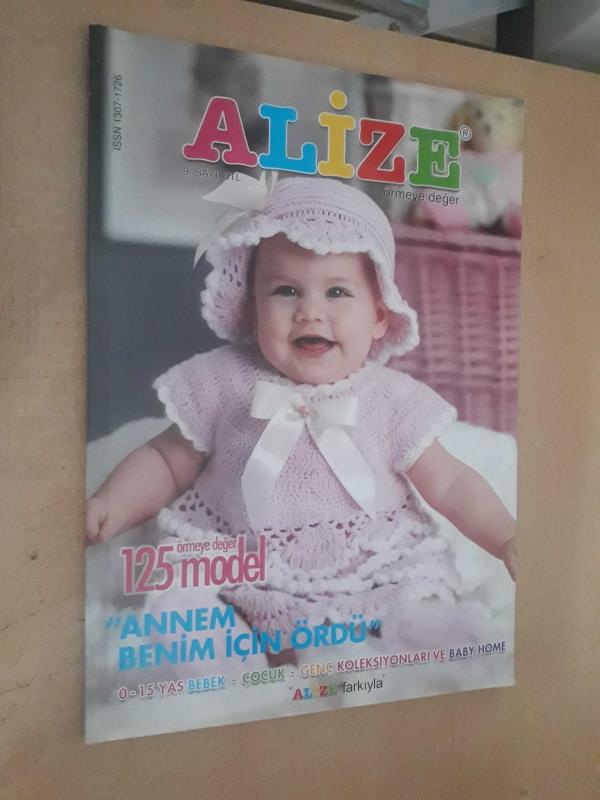 ISSN 1307-1726
ALİZE®
9. SAYI
örmeye değer
örmeye değer
125 model
"ANNEM
BENİM İÇİN ÖRDÜ"
0 - 15 YAŞ BEBEK - ÇOCUK - GENÇ KOLEKSİYONLARI VE BABY HOME
"ALİZE farkıyla"